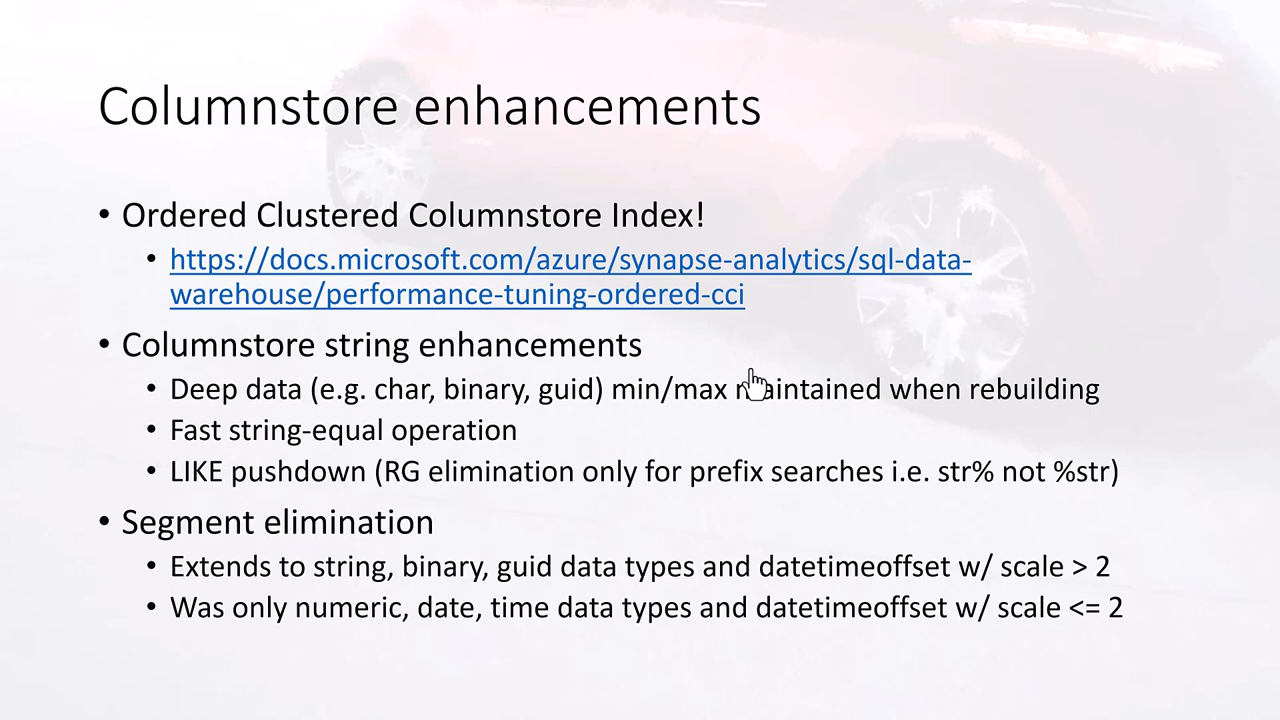 Columnstore enhancements
• Ordered Clustered Columnstore Index!
• https://docs.microsoft.com/azure/synapse-analytics/sql-data-
warehouse/performance-tuning-ordered-cci
• Columnstore string enhancements
• Deep data (e.g. char, binary, guid) min/max maintained when rebuilding
• Fast string-equal operation
• LIKE pushdown (RG elimination only for prefix searches i.e. str% not %str)
• Segment elimination
• Extends to string, binary, guid data types and datetimeoffset w/ scale > 2
• Was only numeric, date, time data types and datetimeoffset w/ scale <= 2